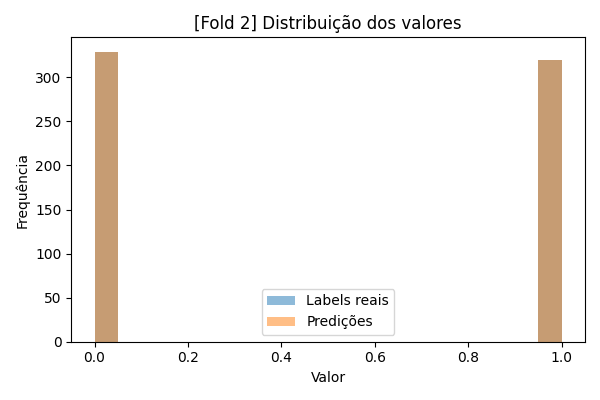 [Fold 2] Distribuição dos valores
Frequência
300
250
200
150
100
50
0
Labels reais
Predições
0.0 0.2 0.4 0.6 0.8 1.0
Valor